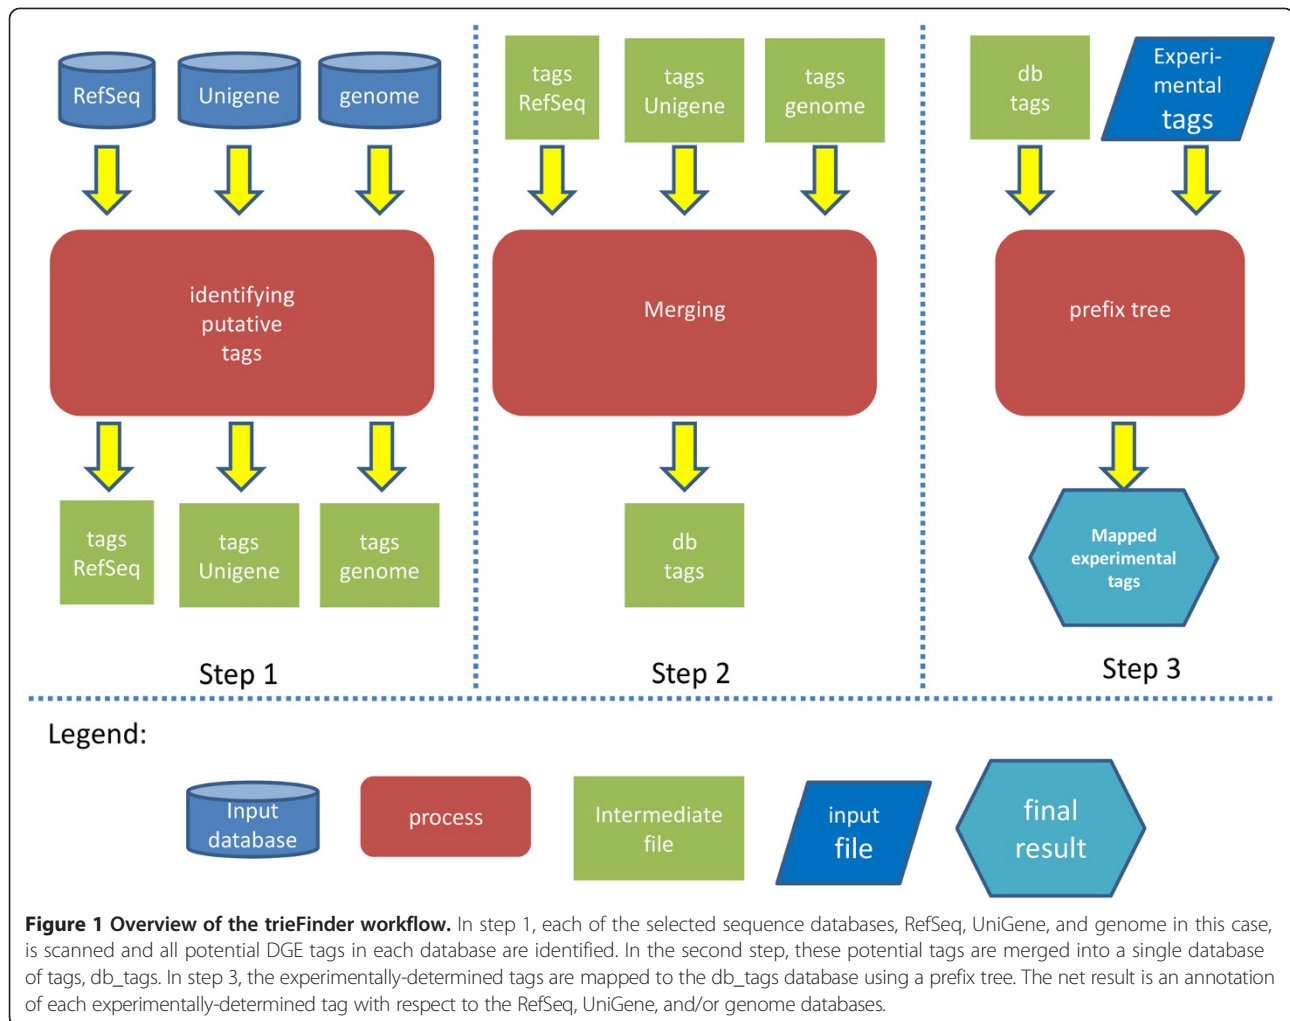 RefSeq
Unigene
genome
identifying
putative
tags
tags
RefSeq
tags
Unigene
tags
genome
Step 1
tags
RefSeq
tags
Unigene
tags
genome
Merging
db
tags
Step 2
db
tags
Experi-
mental
tags
prefix tree
Mapped
experimental
tags
Step 3
Legend:
Input
database
process
Intermediate
file
input
file
final
result
Figure 1 Overview of the trieFinder workflow. In step 1, each of the selected sequence databases, RefSeq, UniGene, and genome in this case,
is scanned and all potential DGE tags in each database are identified. In the second step, these potential tags are merged into a single database
of tags, db_tags. In step 3, the experimentally-determined tags are mapped to the db_tags database using a prefix tree. The net result is an annotation
of each experimentally-determined tag with respect to the RefSeq, UniGene, and/or genome databases.